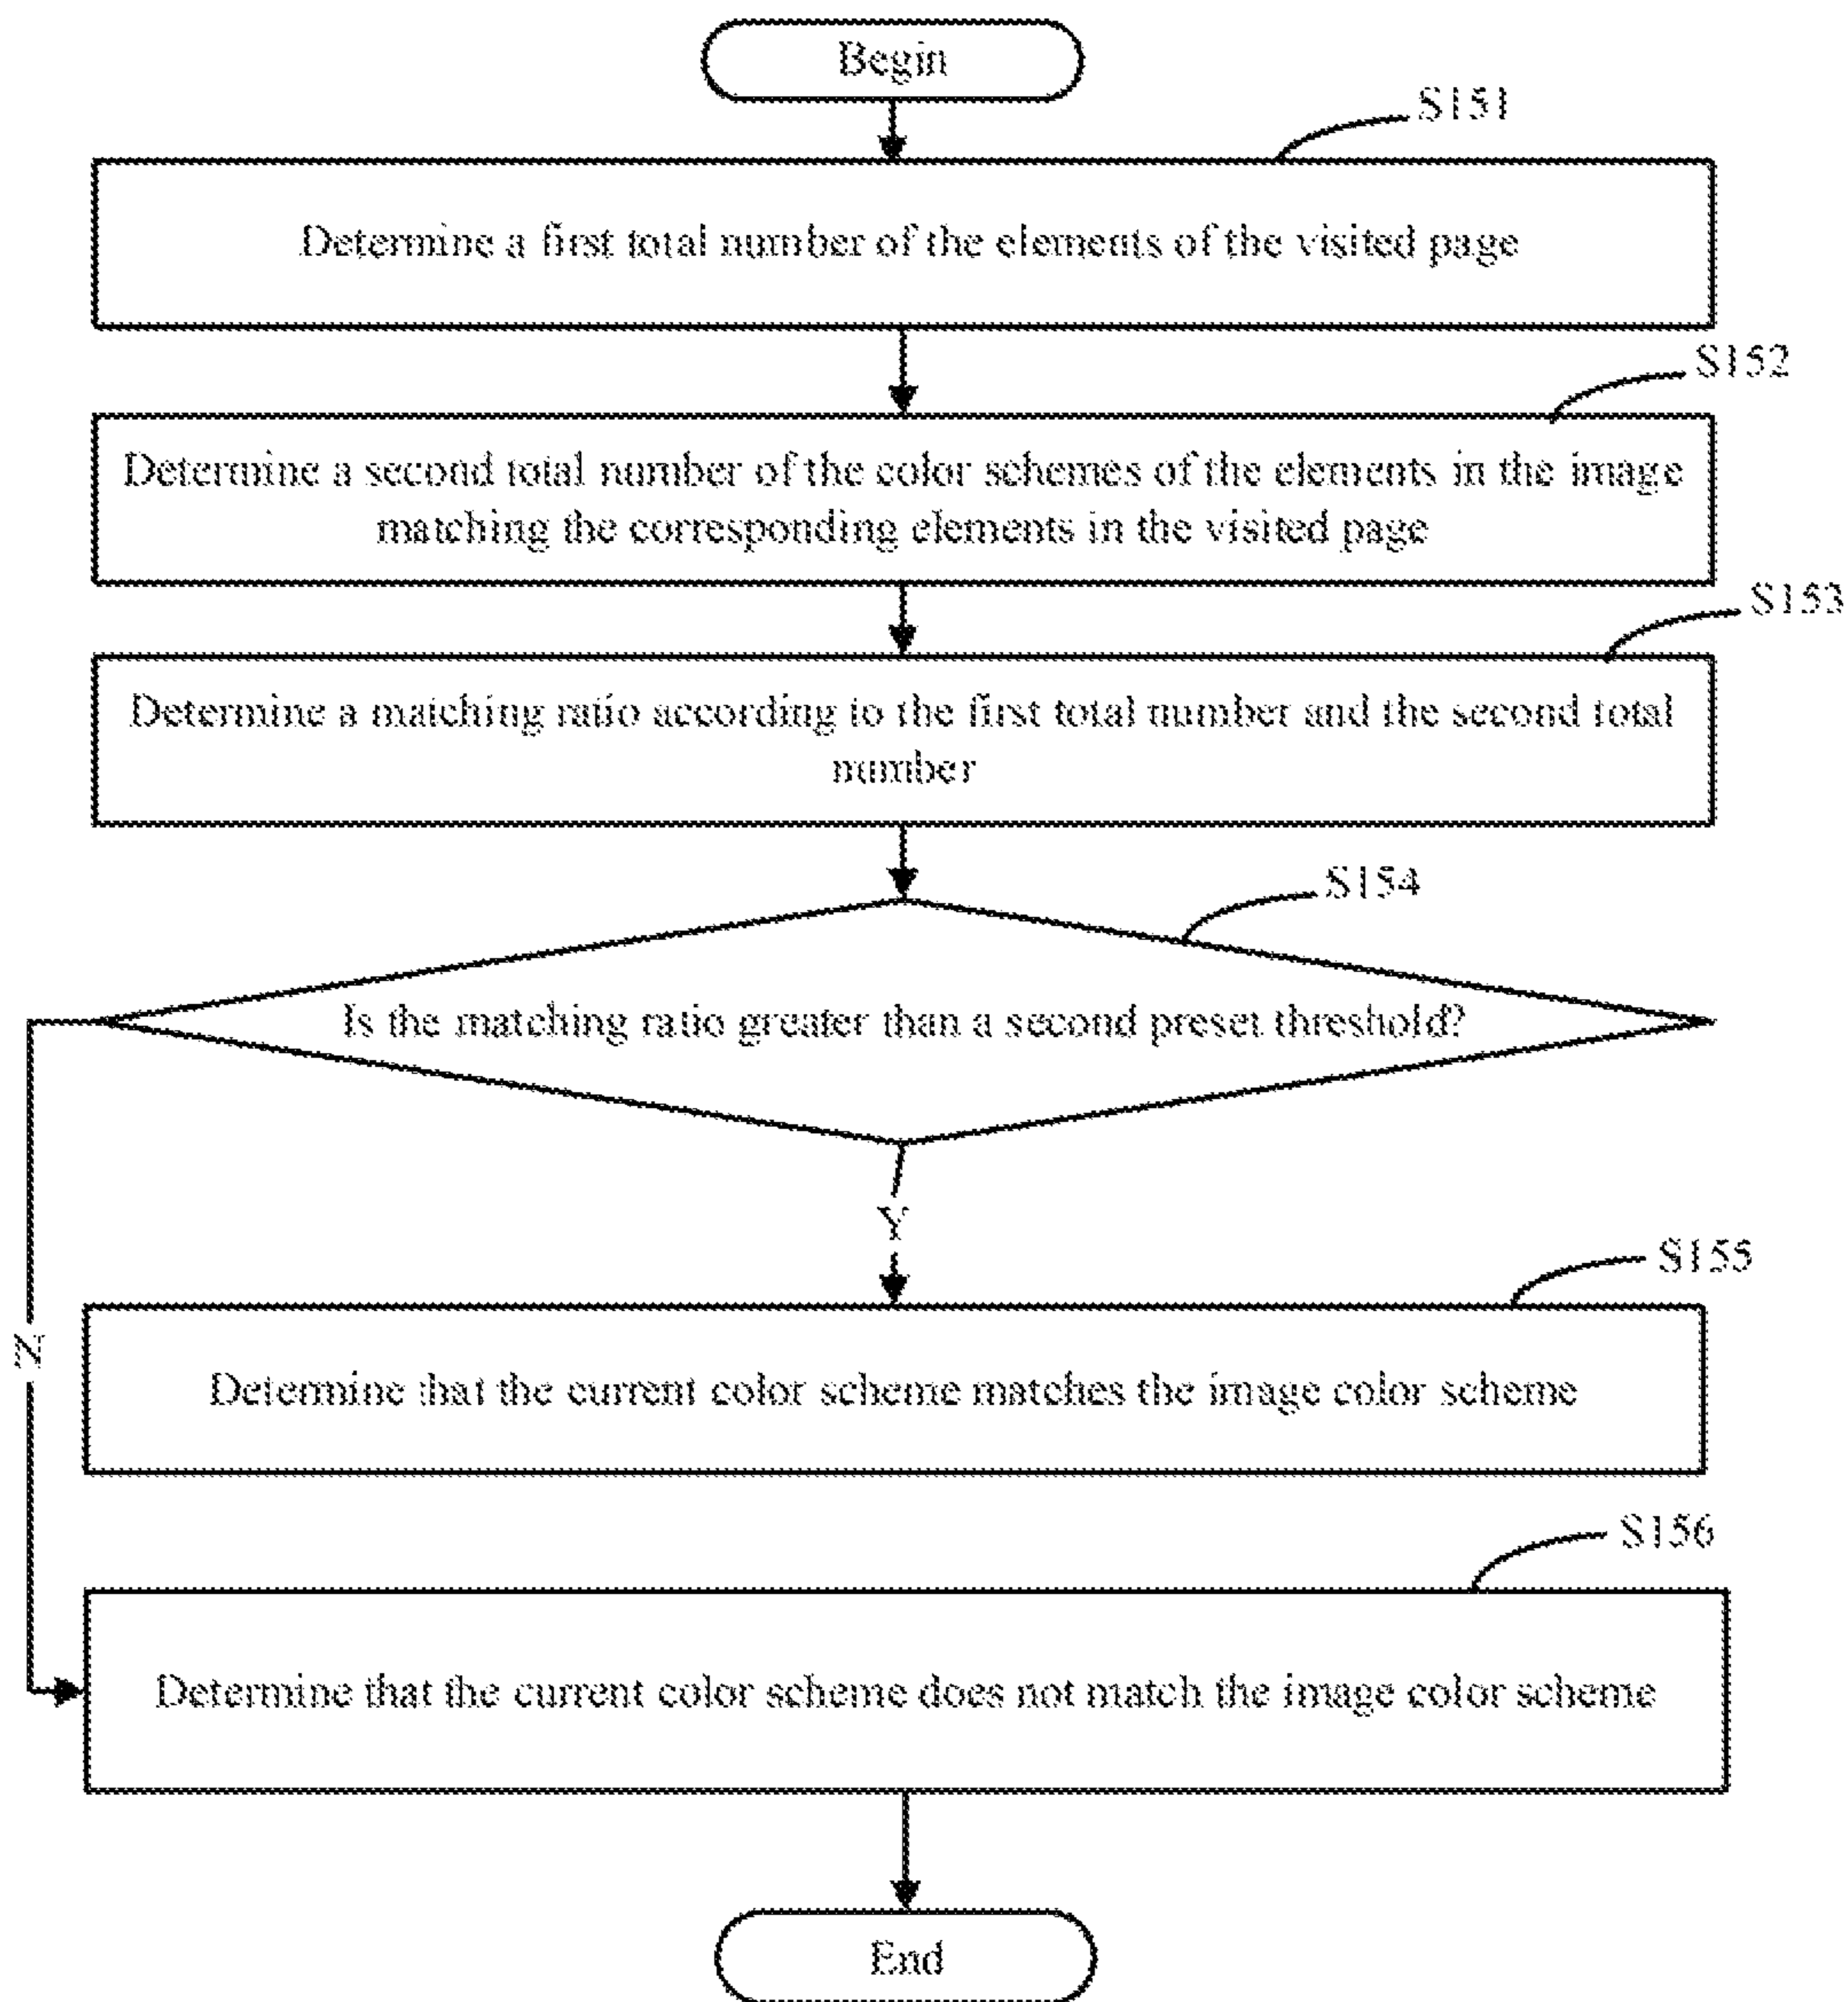 Begin
S151
Determine a first total number of the elements of the visited page
S152
Determine a second total number of the color schemes of the elements in the image
matching the corresponding elements in the visited page
S153
Determine a matching ratio according to the first total number and the second total
number
S154
Is the matching ratio greater than a second preset threshold?
Y
S155
N
Determine that the current color scheme matches the image color scheme
S156
Determine that the current color scheme does not match the image color scheme
End